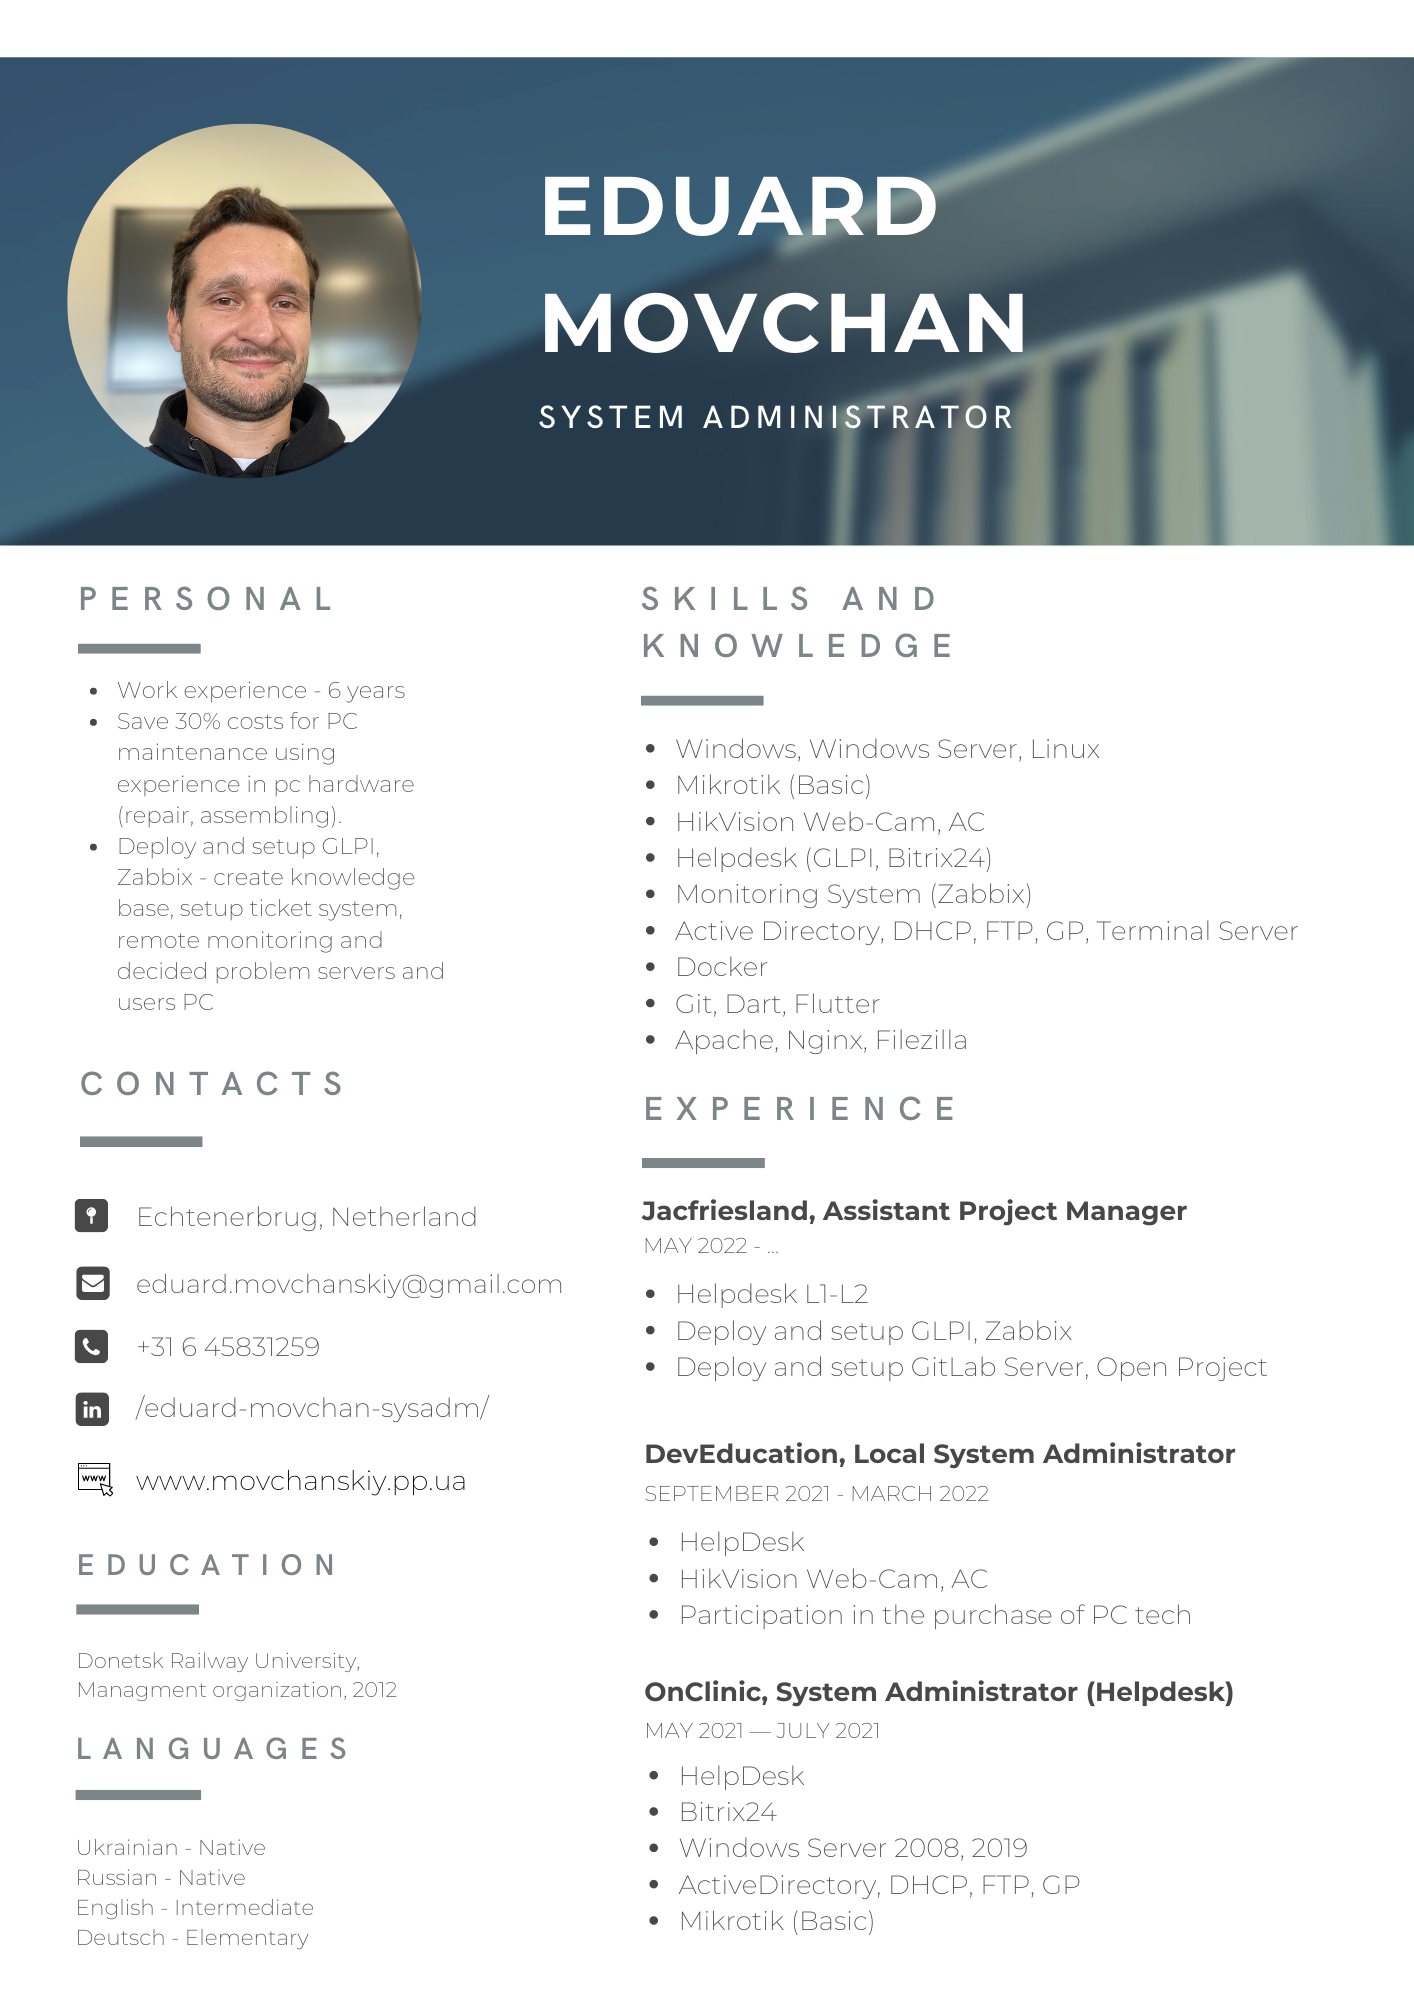 EDUARD
MOVCHAN
SYSTEM ADMINISTRATOR
PERSONAL
Work experience - 6 years
Save 30% costs for PC
maintenance using
experience in pc hardware
(repair, assembling).
Deploy and setup GLPI,
Zabbix - create knowledge
base, setup ticket system,
remote monitoring and
decided problem servers and
users PC
CONTACTS
Echtenerbrug, Netherland
eduard.movchanskiy@gmail.com
+31 6 45831259
in
/eduard-movchan-sysadm/
www
www.movchanskiy.pp.ua
EDUCATION
Donetsk Railway University,
Managment organization, 2012
LANGUAGES
Ukrainian - Native
Russian - Native
English - Intermediate
Deutsch - Elementary
SKILLS AND
KNOWLEDGE
Windows, Windows Server, Linux
Mikrotik (Basic)
HikVision Web-Cam, AC
Helpdesk (GLPI, Bitrix24)
Monitoring System (Zabbix)
Active Directory, DHCP, FTP, GP, Terminal Server
Docker
Git, Dart, Flutter
Apache, Nginx, Filezilla
EXPERIENCE
Jacfriesland, Assistant Project Manager
MAY 2022 - ...
Helpdesk L1-L2
Deploy and setup GLPI, Zabbix
Deploy and setup GitLab Server, Open Project
DevEducation, Local System Administrator
SEPTEMBER 2021 - MARCH 2022
HelpDesk
HikVision Web-Cam, AC
Participation in the purchase of PC tech
OnClinic, System Administrator (Helpdesk)
MAY 2021 — JULY 2021
HelpDesk
Bitrix24
Windows Server 2008, 2019
ActiveDirectory, DHCP, FTP, GP
Mikrotik (Basic)